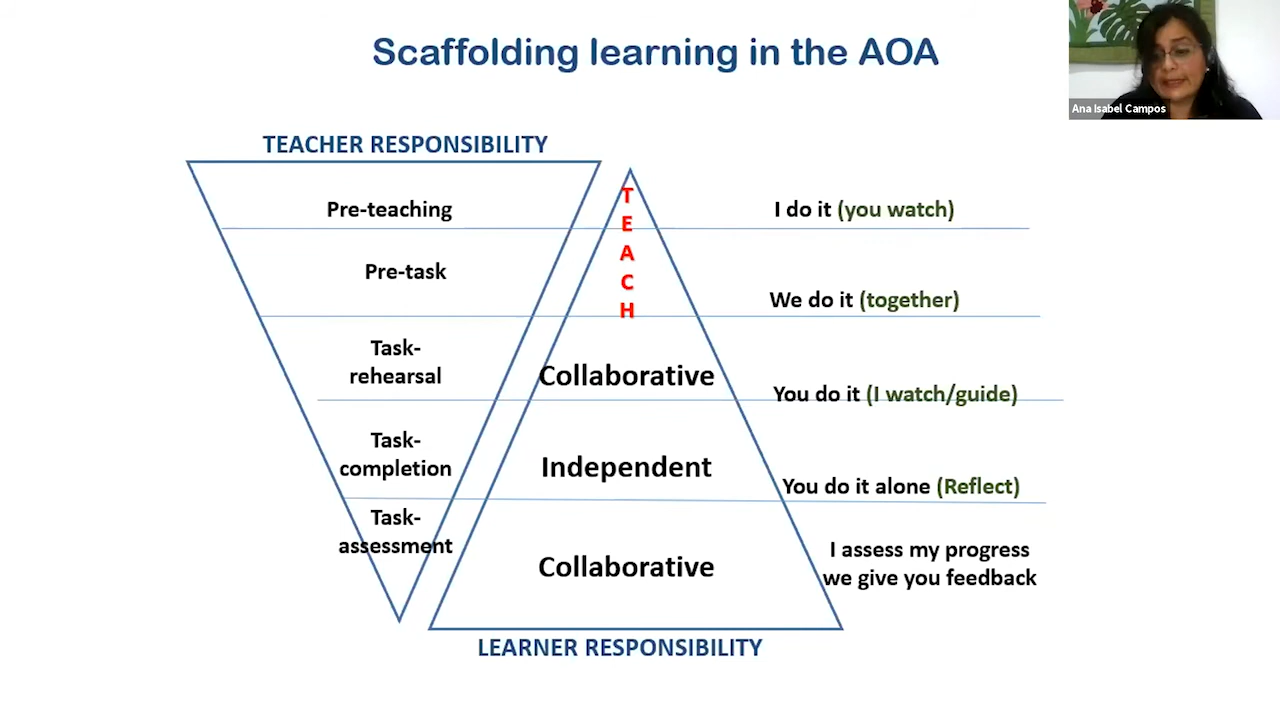 Scaffolding learning in the AOA
Ana Isabel Campos
TEACHER RESPONSIBILITY
Pre-teaching
T
E
A
C
H
I do it (you watch)
Pre-task
We do it (together)
Task-
rehearsal
Collaborative
You do it (I watch/guide)
Task-
completion
Independent
You do it alone (Reflect)
Task-
assessment
Collaborative
I assess my progress
we give you feedback
LEARNER RESPONSIBILITY